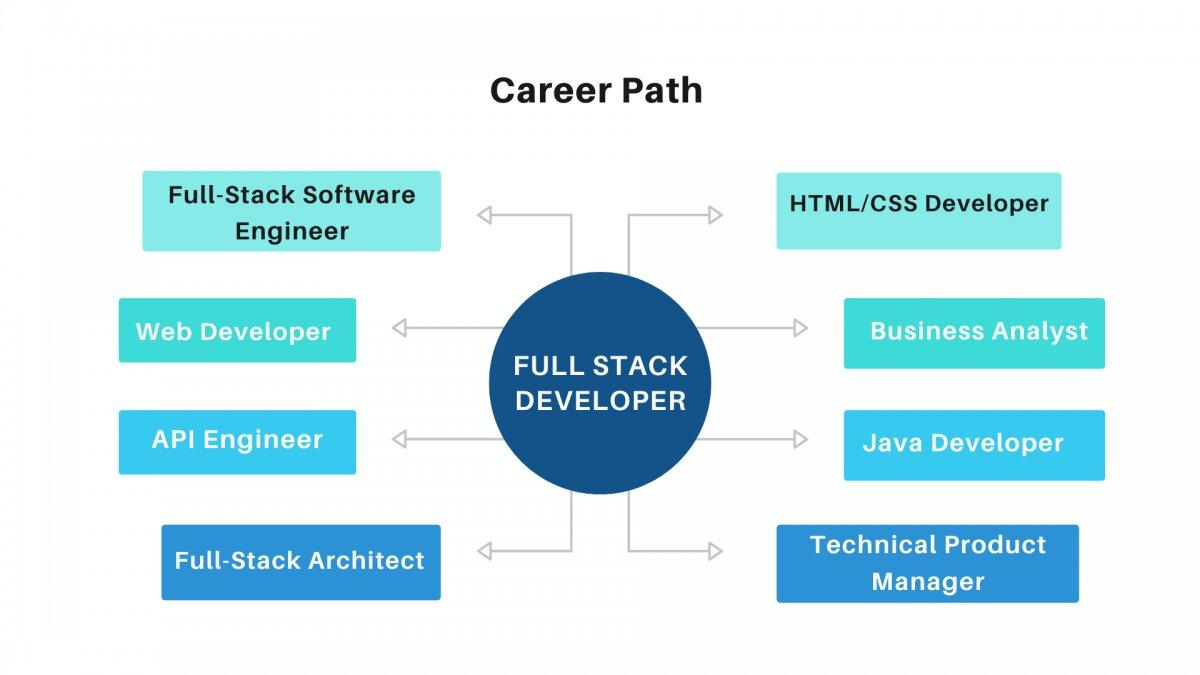 Career Path
Full-Stack Software
Engineer
HTML/CSS Developer
Web Developer
Business Analyst
FULL STACK
DEVELOPER
API Engineer
Java Developer
Full-Stack Architect
Technical Product
Manager